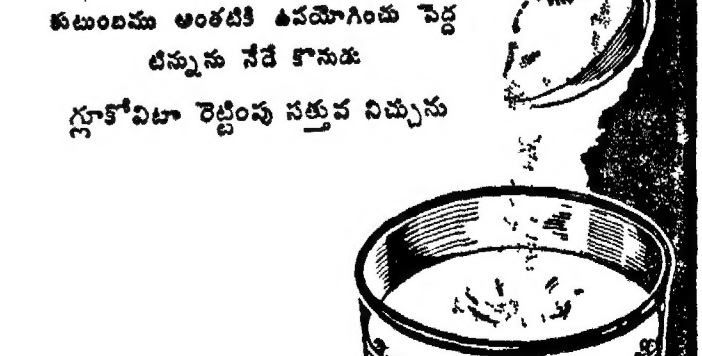 కుటుంబము అంతటికి ఉపయోగించు పెద్ద
టిన్నును నేడే కొనుడు
గ్లూకోవిటా రెట్టింపు సత్తువ నిచ్చును